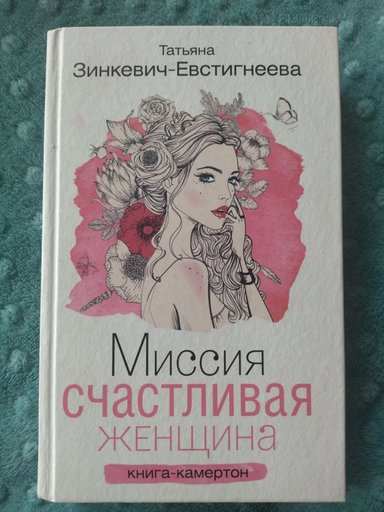 Татьяна
Зинкевич-Евстигнеева
Миссия
счастливая
женщина
книга-камертон